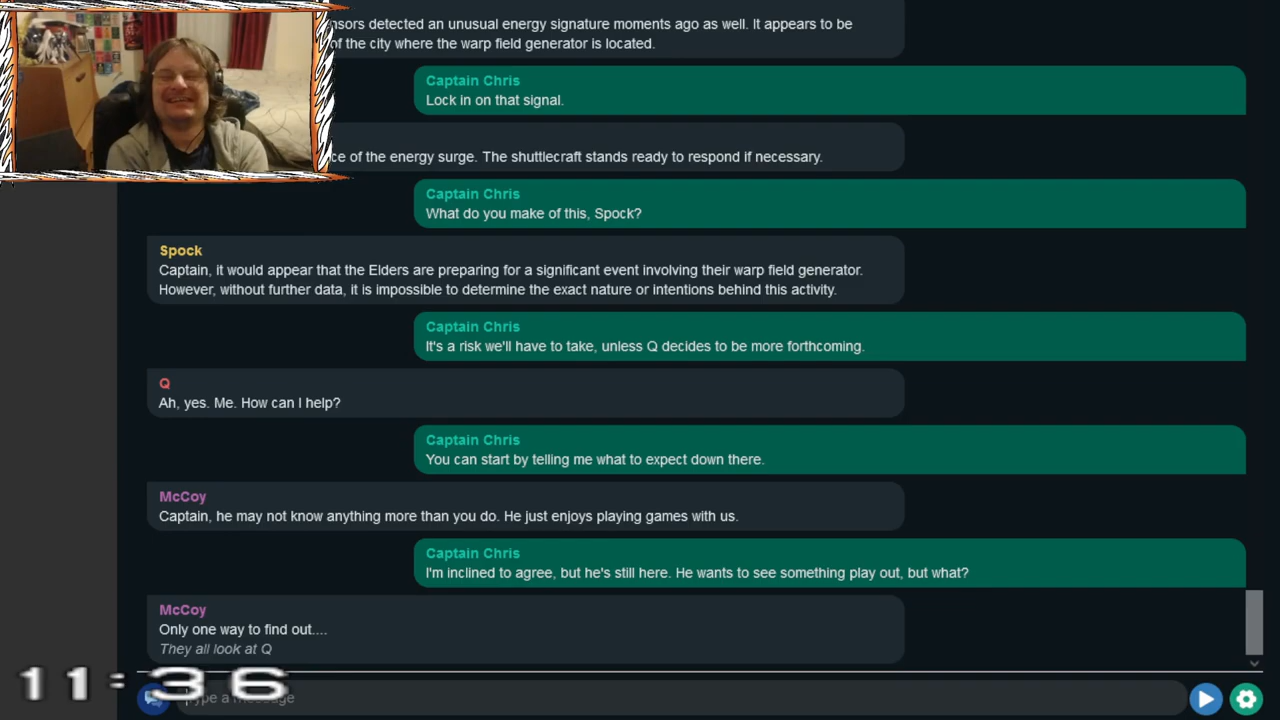 nsors detected an unusual energy signature moments ago as well. It appears to be
of the city where the warp field generator is located.
Captain Chris
Lock in on that signal.
ce of the energy surge. The shuttlecraft stands ready to respond if necessary.
Captain Chris
What do you make of this, Spock?
Spock
Captain, it would appear that the Elders are preparing for a significant event involving their warp field generator.
However, without further data, it is impossible to determine the exact nature or intentions behind this activity.
Captain Chris
It's a risk we'll have to take, unless Q decides to be more forthcoming.
Q
Ah, yes. Me. How can I help?
Captain Chris
You can start by telling me what to expect down there.
McCoy
Captain, he may not know anything more than you do. He just enjoys playing games with us.
Captain Chris
I'm inclined to agree, but he's still here. He wants to see something play out, but what?
McCoy
Only one way to find out....
They all look at Q
11:36
Type a message